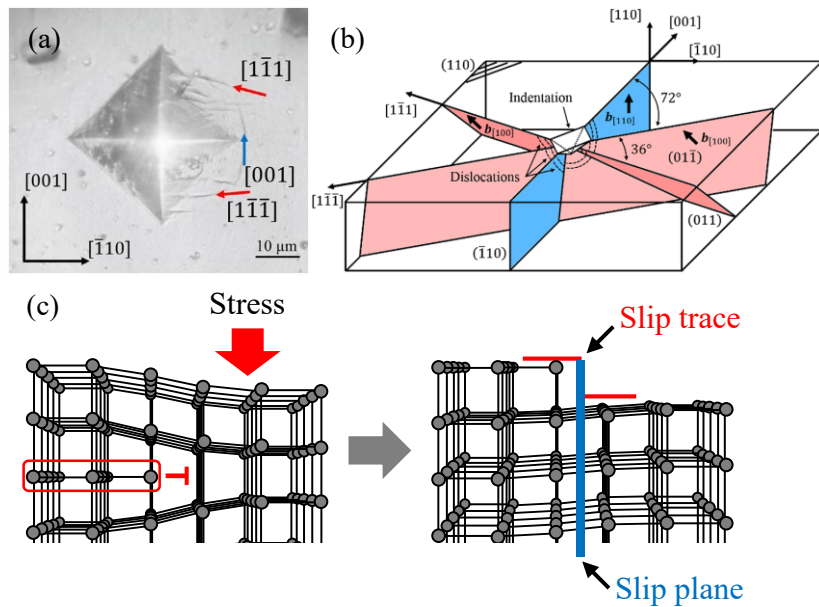 (a)
[11̅1]
[001]
[001]
[11̅1̅]
[1̅10]
10 μm
(b)
[110]
[001]
[1̅10]
(110)
Indentation
72°
[11̅1]
b[100]
b[110]
b[100]
36°
(011̅)
Dislocations
[11̅1̅]
(011)
(1̅10)
(c)
Stress
Slip trace
Slip plane